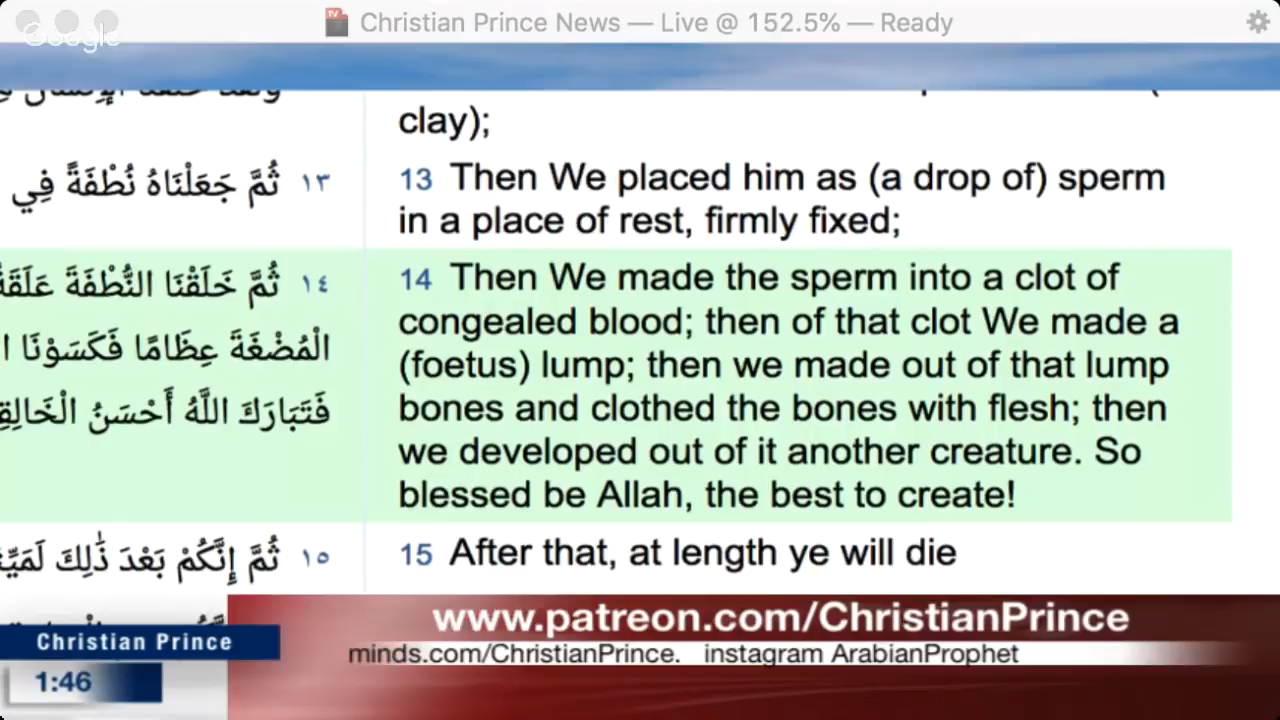 Christian Prince News — Live @ 152.5% — Ready
Google
clay);
ثُمَّ جَعَلْنَاهُ نُطْفَةً فِي ١٣
13 Then We placed him as (a drop of) sperm
in a place of rest, firmly fixed;
ثُمَّ خَلَقْنَا النُّطْفَةَ عَلَقَةً ١٤
14 Then We made the sperm into a clot of
congealed blood; then of that clot We made a
الْمُضْغَةَ عِظَامًا فَكَسَوْنَا
(foetus) lump; then we made out of that lump
bones and clothed the bones with flesh; then
فَتَبَارَكَ اللَّهُ أَحْسَنُ
we developed out of it another creature. So
blessed be Allah, the best to create!
ثُمَّ إِنَّكُمْ بَعْدَ ذَٰلِكَ ١٥
15 After that, at length ye will die
www.patreon.com/ChristianPrince
Christian Prince
minds.com/ChristianPrince. instagram ArabianProphet
1:46